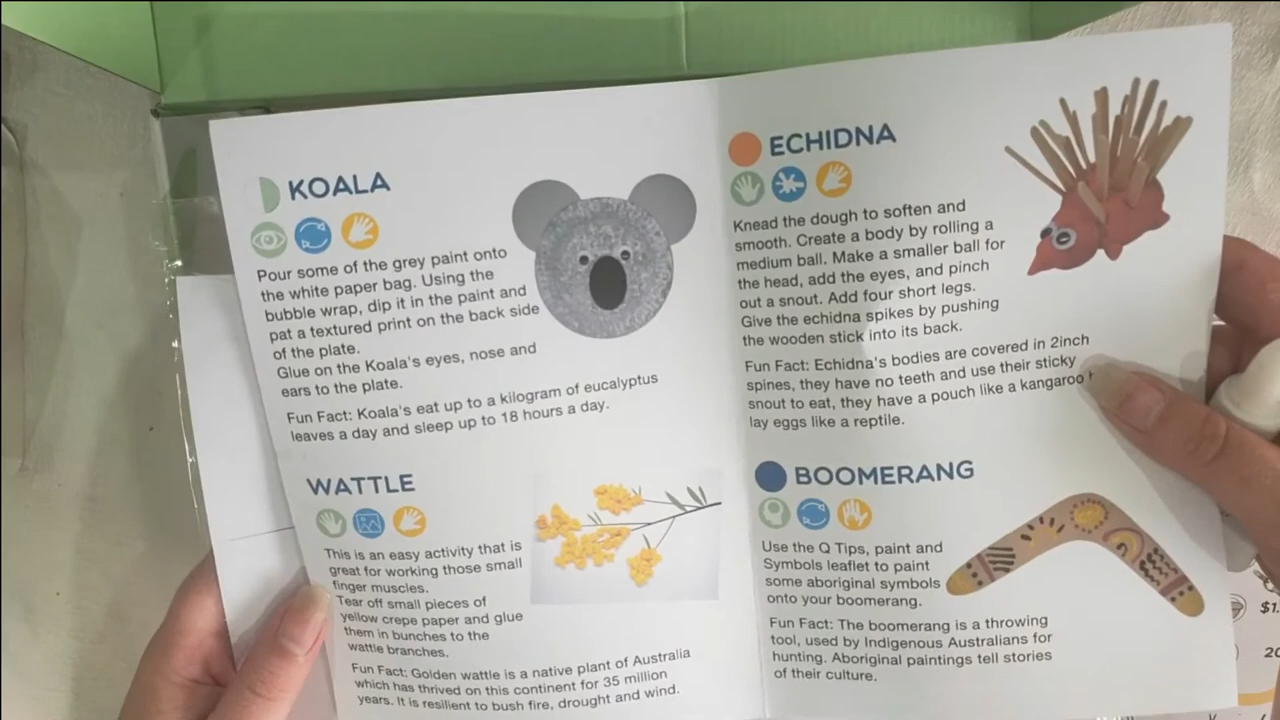 KOALA
Pour some of the grey paint onto
the white paper bag. Using the
bubble wrap, dip it in the paint and
pat a textured print on the back side
of the plate.
Glue on the Koala's eyes, nose and
ears to the plate.
Fun Fact: Koala's eat up to a kilogram of eucalyptus
leaves a day and sleep up to 18 hours a day.
WATTLE
This is an easy activity that is
great for working those small
finger muscles.
Tear off small pieces of
yellow crepe paper and glue
them in bunches to the
wattle branches.
Fun Fact: Golden wattle is a native plant of Australia
which has thrived on this continent for 35 million
years. It is resilient to bush fire, drought and wind.
ECHIDNA
Knead the dough to soften and
smooth. Create a body by rolling a
medium ball. Make a smaller ball for
the head, add the eyes, and pinch
out a snout. Add four short legs.
Give the echidna spikes by pushing
the wooden stick into its back.
Fun Fact: Echidna's bodies are covered in 2inch
spines, they have no teeth and use their sticky
snout to eat, they have a pouch like a kangaroo
lay eggs like a reptile.
BOOMERANG
Use the Q Tips, paint and
Symbols leaflet to paint
some aboriginal symbols
onto your boomerang.
Fun Fact: The boomerang is a throwing
tool, used by Indigenous Australians for
hunting. Aboriginal paintings tell stories
of their culture.
$1.
20